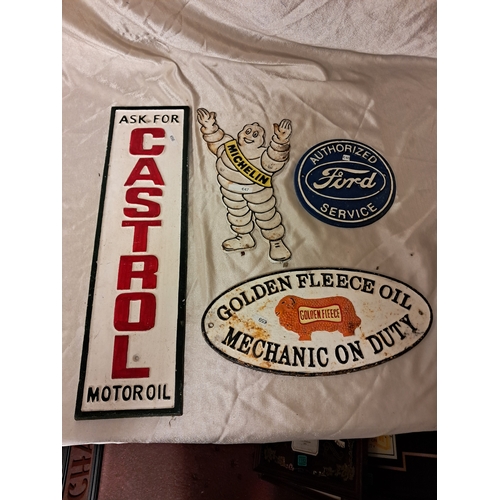 ASK FOR
CASTROL
MOTOR OIL
MICHELIN
AUTHORIZED
Ford
SERVICE
GOLDEN FLEECE OIL
GOLDEN FLEECE
MECHANIC ON DUTY